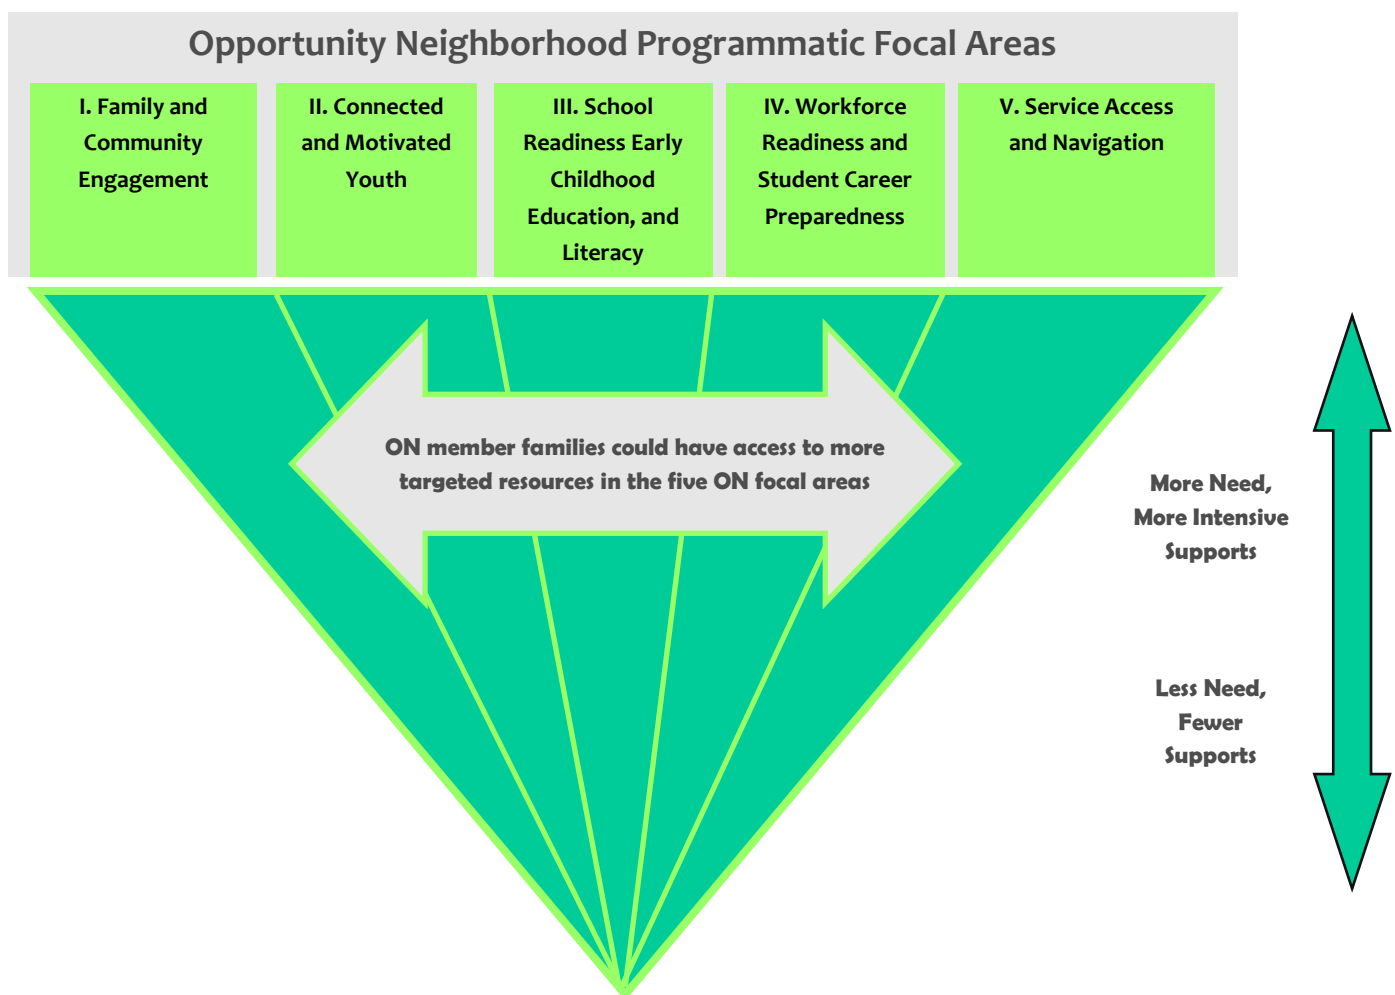 Opportunity Neighborhood Programmatic Focal Areas
I. Family and
Community
Engagement
II. Connected
and Motivated
Youth
III. School
Readiness Early
Childhood
Education, and
Literacy
IV. Workforce
Readiness and
Student Career
Preparedness
V. Service Access
and Navigation
ON member families could have access to more
targeted resources in the five ON focal areas
More Need,
More Intensive
Supports
Less Need,
Fewer
Supports